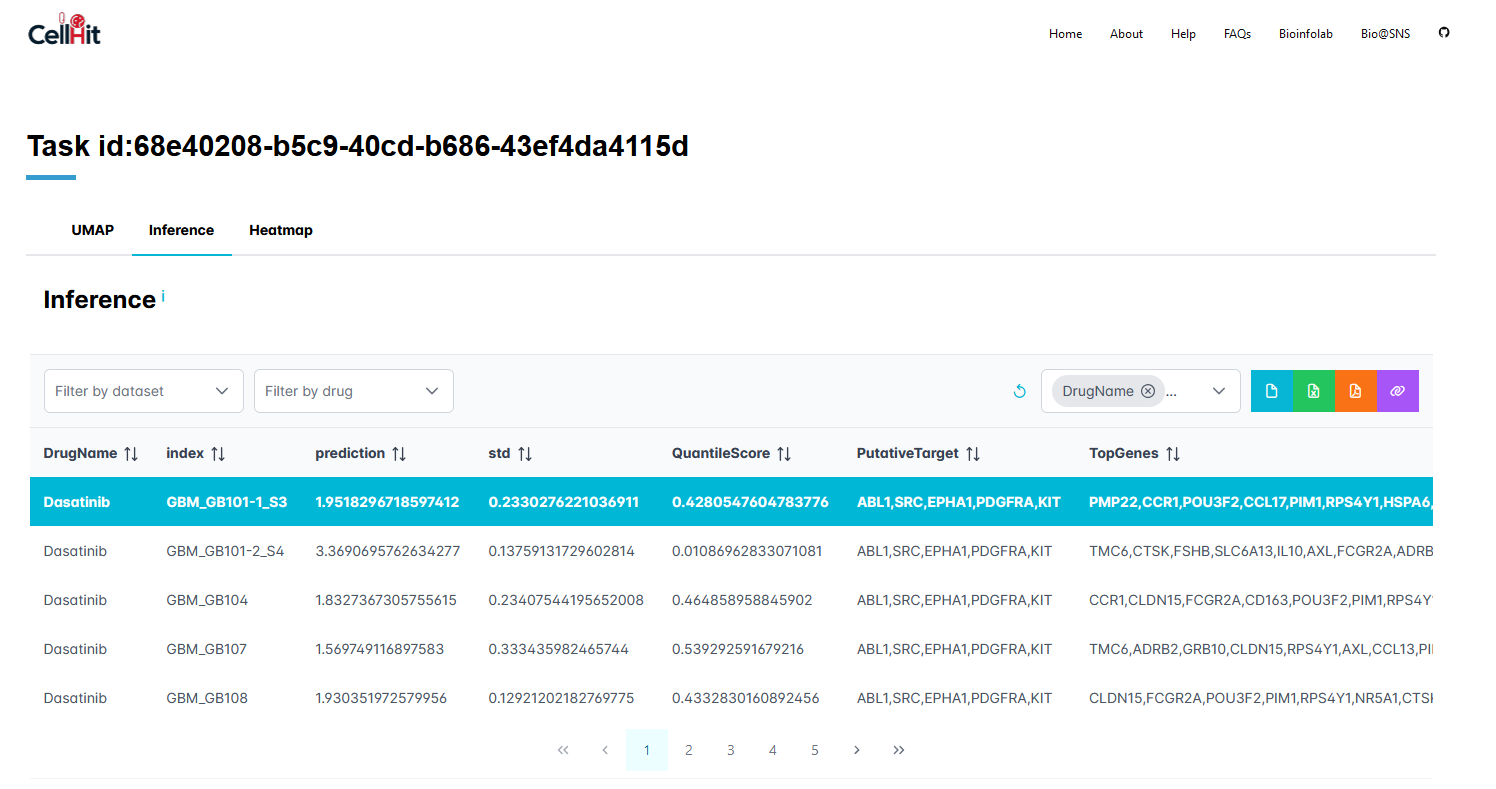 CellHit
Home About Help FAQs Bioinfolab Bio@SNS
Task id:68e40208-b5c9-40cd-b686-43ef4da4115d
UMAP Inference Heatmap
Inference i
Filter by dataset Filter by drug DrugName ...
DrugName index prediction std QuantileScore PutativeTarget TopGenes
Dasatinib GBM_GB101-1_S3 1.9518296718597412 0.2330276221036911 0.4280547604783776 ABL1,SRC,EPHA1,PDGFRA,KIT PMP22,CCR1,POU3F2,CCL17,PIM1,RPS4Y1,HSPA6,
Dasatinib GBM_GB101-2_S4 3.3690695762634277 0.13759131729602814 0.01086962833071081 ABL1,SRC,EPHA1,PDGFRA,KIT TMC6,CTSK,FSHB,SLC6A13,IL10,AXL,FCGR2A,ADRB
Dasatinib GBM_GB104 1.8327367305755615 0.23407544195652008 0.464858958845902 ABL1,SRC,EPHA1,PDGFRA,KIT CCR1,CLDN15,FCGR2A,CD163,POU3F2,PIM1,RPS4Y
Dasatinib GBM_GB107 1.569749116897583 0.333435982465744 0.539292591679216 ABL1,SRC,EPHA1,PDGFRA,KIT TMC6,ADRB2,GRB10,CLDN15,RPS4Y1,AXL,CCL13,PI
Dasatinib GBM_GB108 1.930351972579956 0.12921202182769775 0.4332830160892456 ABL1,SRC,EPHA1,PDGFRA,KIT CLDN15,FCGR2A,POU3F2,PIM1,RPS4Y1,NR5A1,CTSK
1 2 3 4 5